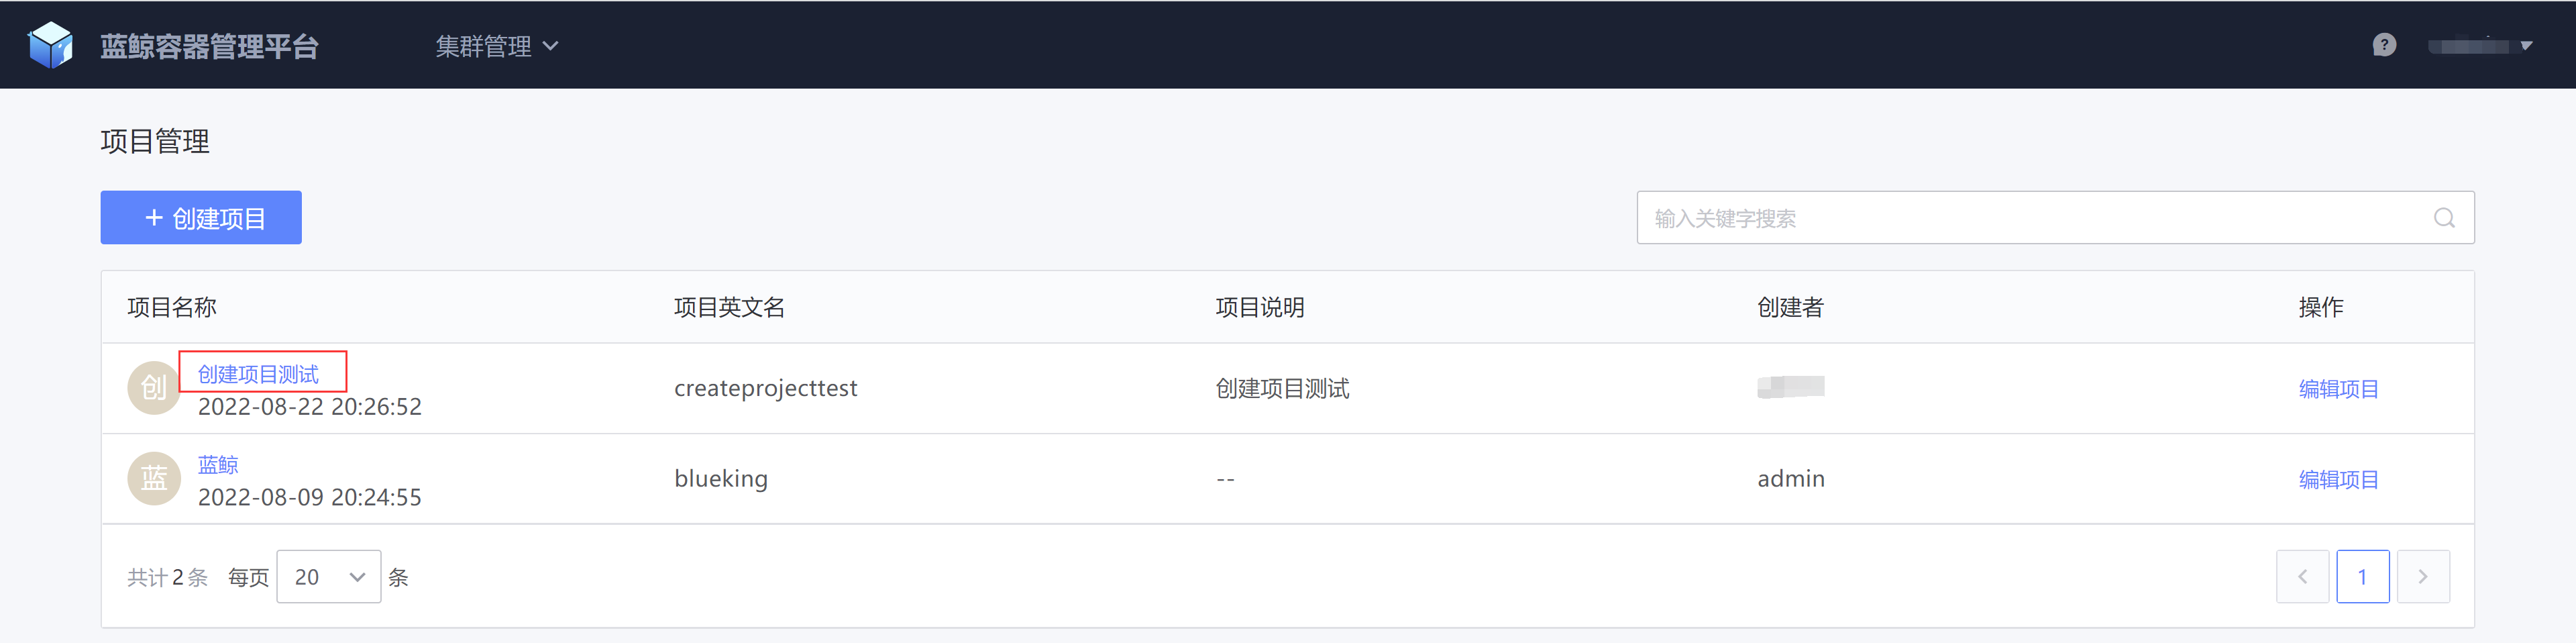 蓝鲸容器管理平台 集群管理 ?
项目管理
+ 创建项目 输入关键字搜索
项目名称 项目英文名 项目说明 创建者 操作
创 创建项目测试 2022-08-22 20:26:52 createprojecttest 创建项目测试 编辑项目
蓝 蓝鲸 2022-08-09 20:24:55 blueking -- admin 编辑项目
共计2条 每页 20 条 < 1 >